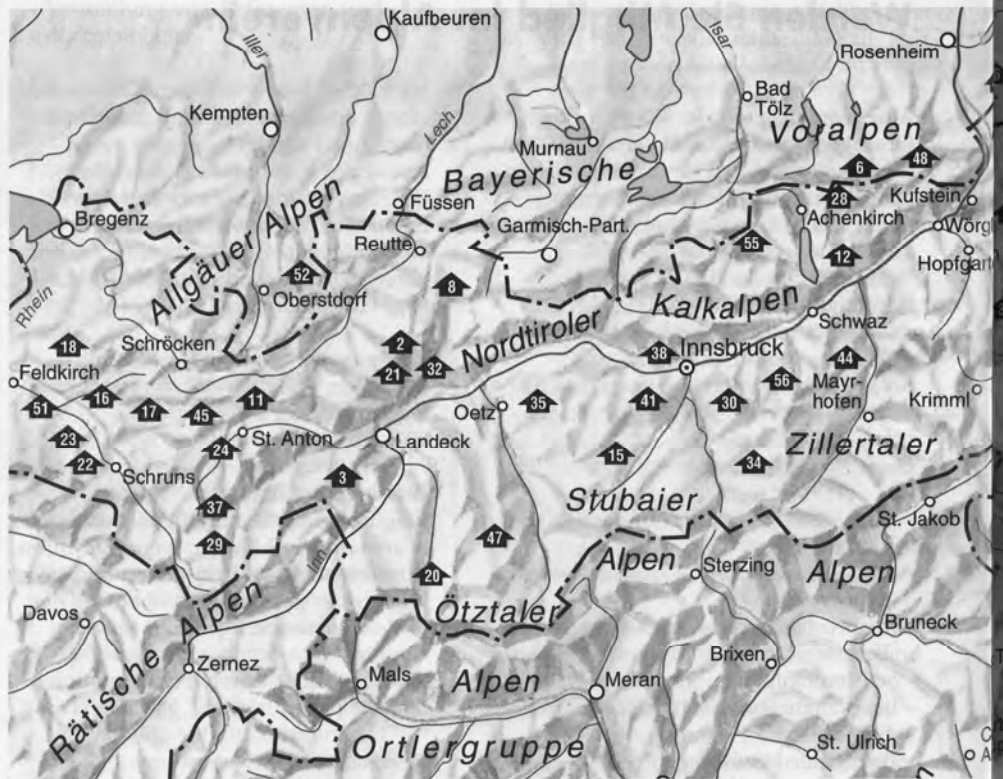 Kaufbeuren
Iller
Isar
Rosenheim
Bad
Tölz
Kempten
Lech
Murnau
Voralpen
48
6
Bayerische
Kufstein
28
Füssen
Achenkirch
Bregenz
Allgäuer Alpen
Reutte
Garmisch-Part.
Wörgl
55
12
Hopfgart
52
8
Oberstdorf
Rheln
Kalkalpen
Schwaz
Nordtiroler
18
2
38
Innsbruck
44
Schröcken
21
32
56
Mayr-
hofen
Feldkirch
51
16
17
45
11
Oetz
35
41
30
Krimml
23
24
St. Anton
Landeck
15
34
Zillertaler
22
Schruns
3
Stubaier
St. Jakob
37
29
47
Inn
20
Alpen
Sterzing
Alpen
Davos
Alpen
Ötztaler
Bruneck
Rätische
Zernez
Mals
Alpen
Meran
Brixen
Ortlergruppe
St. Ulrich